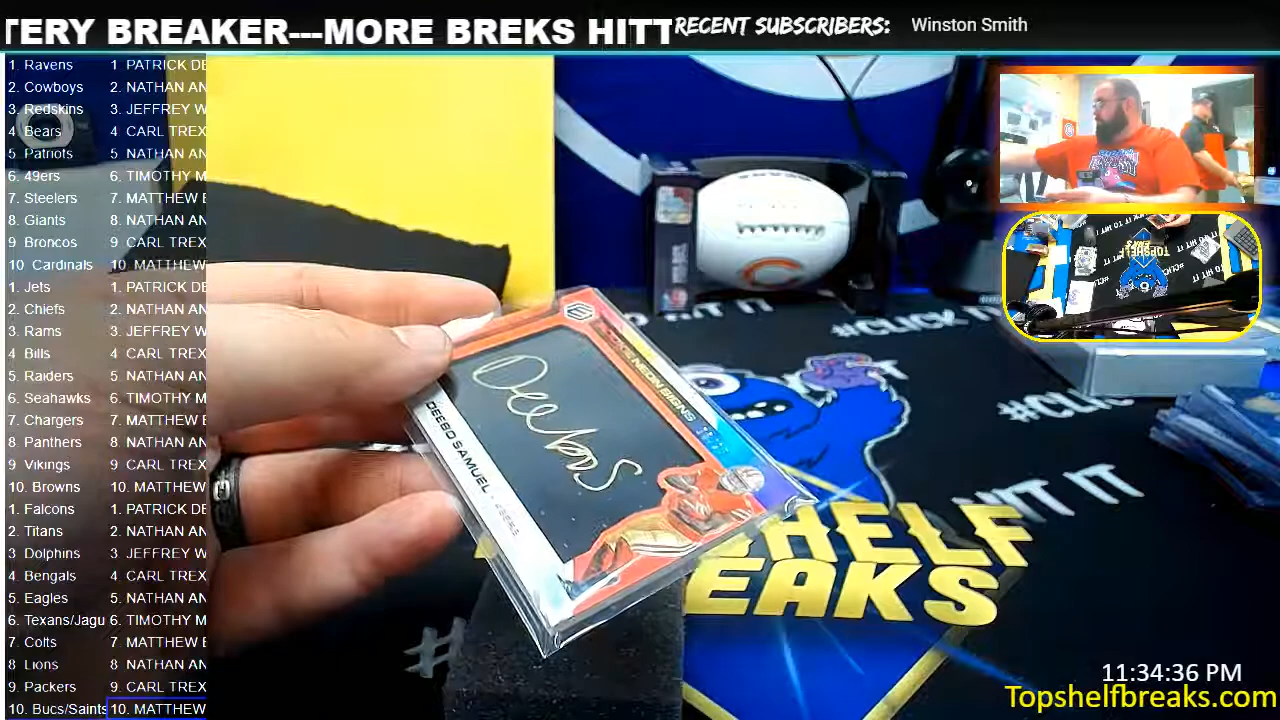 TERY BREAKER---MORE BREKS HITT
RECENT SUBSCRIBERS: Winston Smith
1. Ravens 1. PATRICK DE
2. Cowboys 2. NATHAN AN
3. Redskins 3. JEFFREY W
4 Bears 4 CARL TREX
5 Patriots 5 NATHAN AN
6. 49ers 6. TIMOTHY M
7. Steelers 7. MATTHEW E
8. Giants 8. NATHAN AN
9 Broncos 9 CARL TREX
10. Cardinals 10. MATTHEW
1. Jets 1. PATRICK DE
2. Chiefs 2. NATHAN AN
3. Rams 3. JEFFREY W
4 Bills 4 CARL TREX
5. Raiders 5. NATHAN AN
6. Seahawks 6. TIMOTHY M
7. Chargers 7. MATTHEW E
8 Panthers 8 NATHAN AN
9. Vikings 9. CARL TREX
10. Browns 10. MATTHEW
1. Falcons 1. PATRICK DE
2. Titans 2. NATHAN AN
3 Dolphins 3 JEFFREY W
4. Bengals 4. CARL TREX
5. Eagles 5. NATHAN AN
6. Texans/Jagu 6. TIMOTHY M
7. Colts 7 MATTHEW E
8 Lions 8 NATHAN AN
9. Packers 9. CARL TREX
10. Bucs/Saints 10. MATTHEW
NEON SIGNS
Deebo S
DEEBO SAMUEL
49ERS
#CLICK IT
HIT IT
#CLICK
HIT IT
SHELF
BREAKS
TOPSHELF
11:34:36 PM
Topshelfbreaks.com